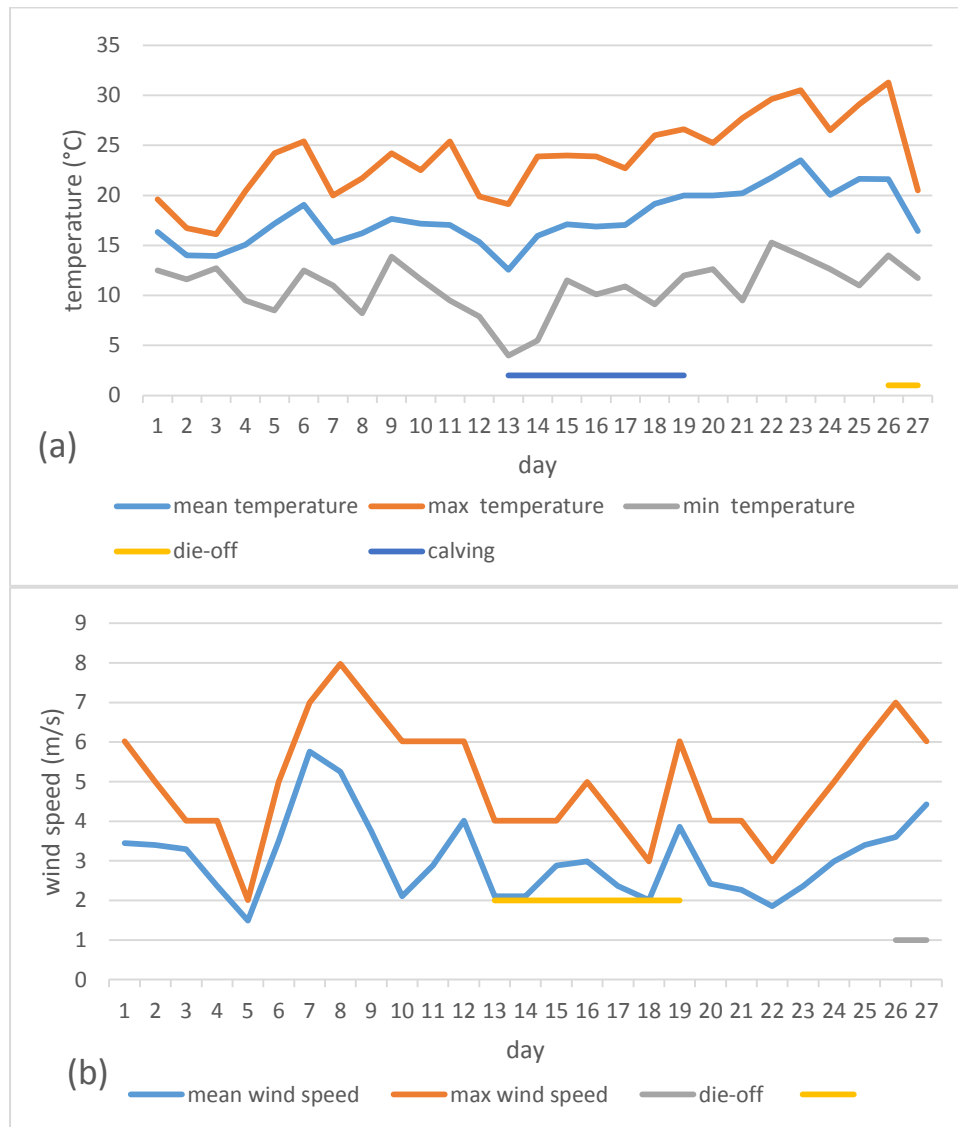 35
30
25
20
15
10
5
0
temperature (°C)
1 2 3 4 5 6 7 8 9 10 11 12 13 14 15 16 17 18 19 20 21 22 23 24 25 26 27
(a)
day
mean temperature max temperature min temperature
die-off calving
9
8
7
6
5
4
3
2
1
0
wind speed (m/s)
1 2 3 4 5 6 7 8 9 10 11 12 13 14 15 16 17 18 19 20 21 22 23 24 25 26 27
day
(b)
mean wind speed max wind speed die-off